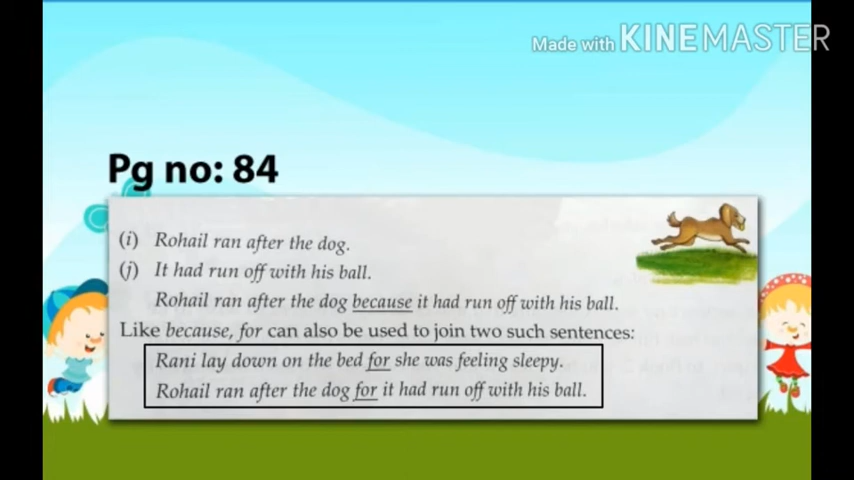 Made with KINEMASTER
Pg no: 84
(i) Rohail ran after the dog.
(j) It had run off with his ball.
Rohail ran after the dog because it had run off with his ball.
Like because, for can also be used to join two such sentences:
Rani lay down on the bed for she was feeling sleepy.
Rohail ran after the dog for it had run off with his ball.